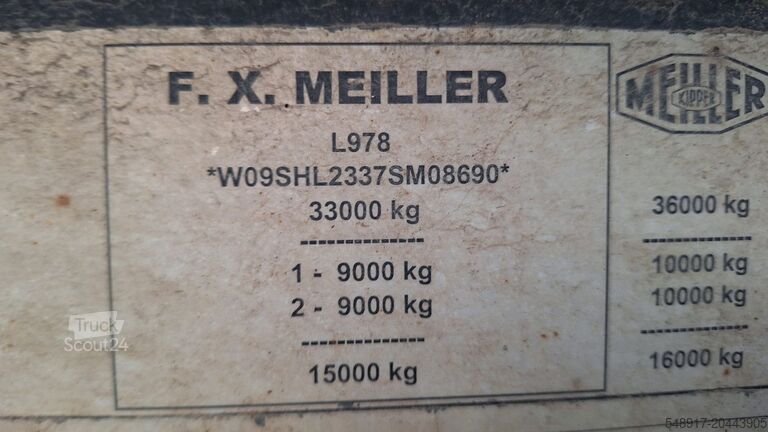 F. X. MEILLER
MEILLER
KIPPER
L978
*W09SHL2337SM08690*
33000 kg
36000 kg
--------------
--------------
1 - 9000 kg
10000 kg
2 - 9000 kg
10000 kg
--------------
--------------
15000 kg
16000 kg
Truck
Scout24
548917-20443905